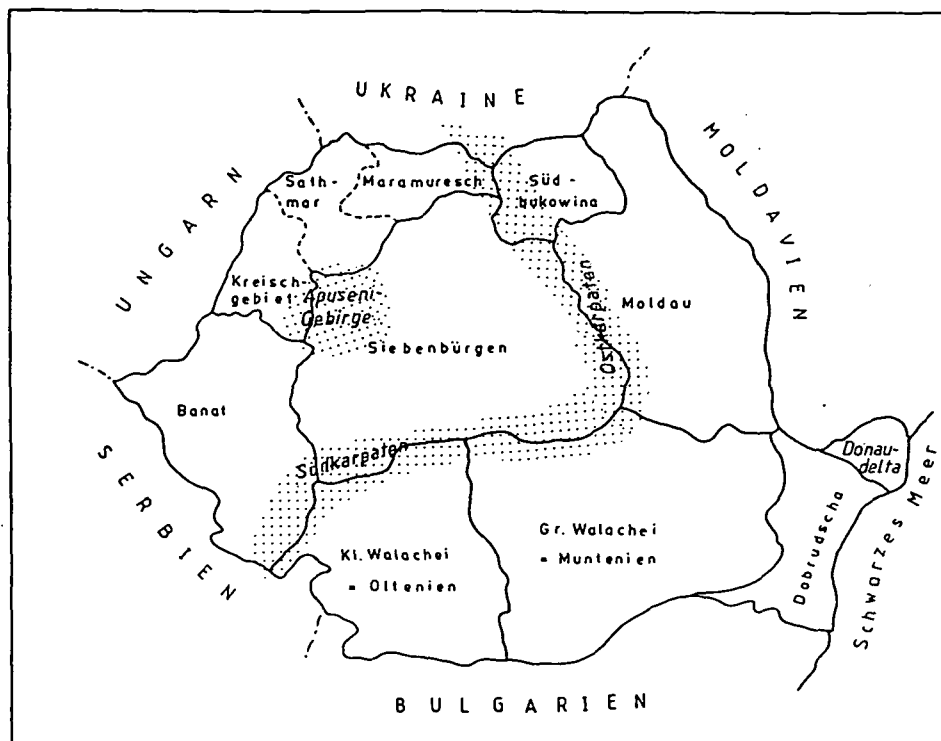 UKRAINE
MOLDAVIEN
UNGARN
Sath-
mar
Maramuresch
Süd-
bukowina
Kreisch-
gebiet
Apuseni-
Gebirge
Siebenbürgen
Ostkarpaten
Moldau
Banat
Südkarpaten
Donau-
delta
SERBIEN
Kl. Walachei
= Oltenien
Gr. Walachei
= Muntenien
Dobrudscha
Schwarzes Meer
BULGARIEN